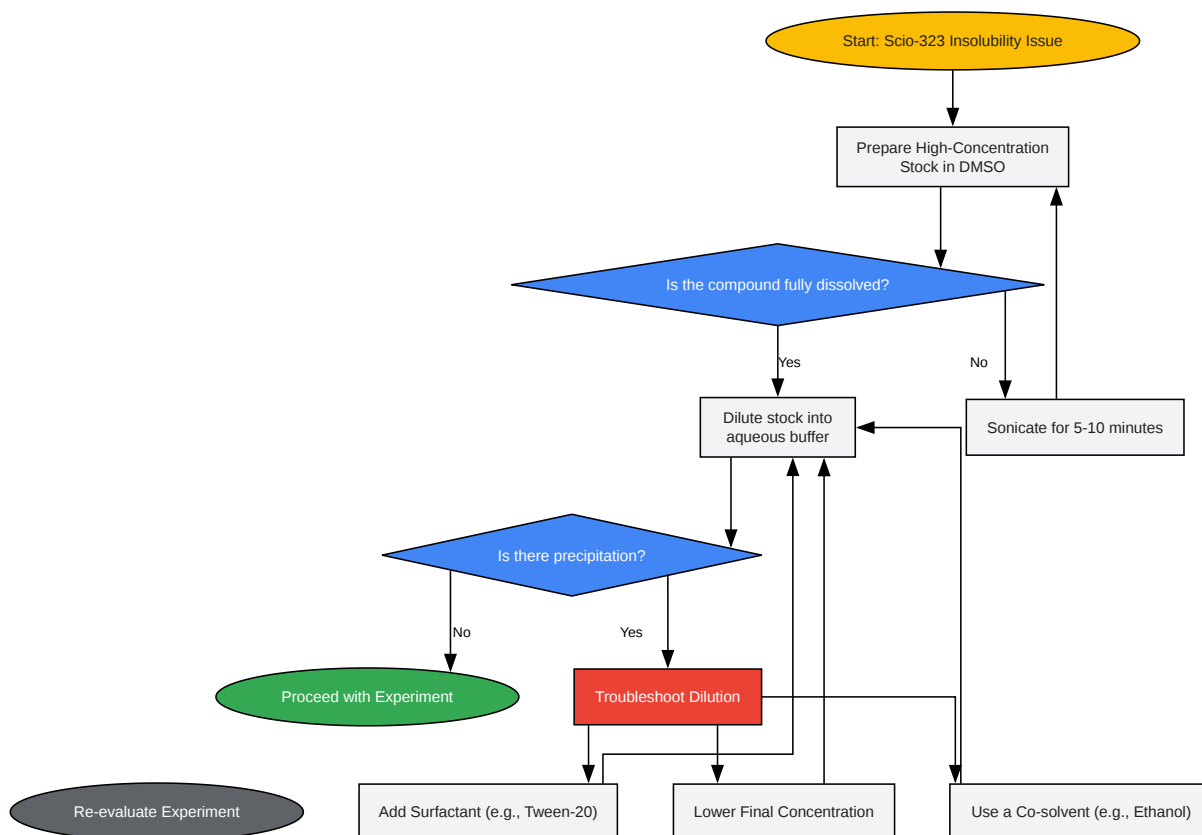 Start: Scio-323 Insolubility Issue
Prepare High-Concentration
Stock in DMSO
Is the compound fully dissolved?
Yes
No
Dilute stock into
aqueous buffer
Sonicate for 5-10 minutes
Is there precipitation?
No
Yes
Proceed with Experiment
Troubleshoot Dilution
Re-evaluate Experiment
Add Surfactant (e.g., Tween-20)
Lower Final Concentration
Use a Co-solvent (e.g., Ethanol)